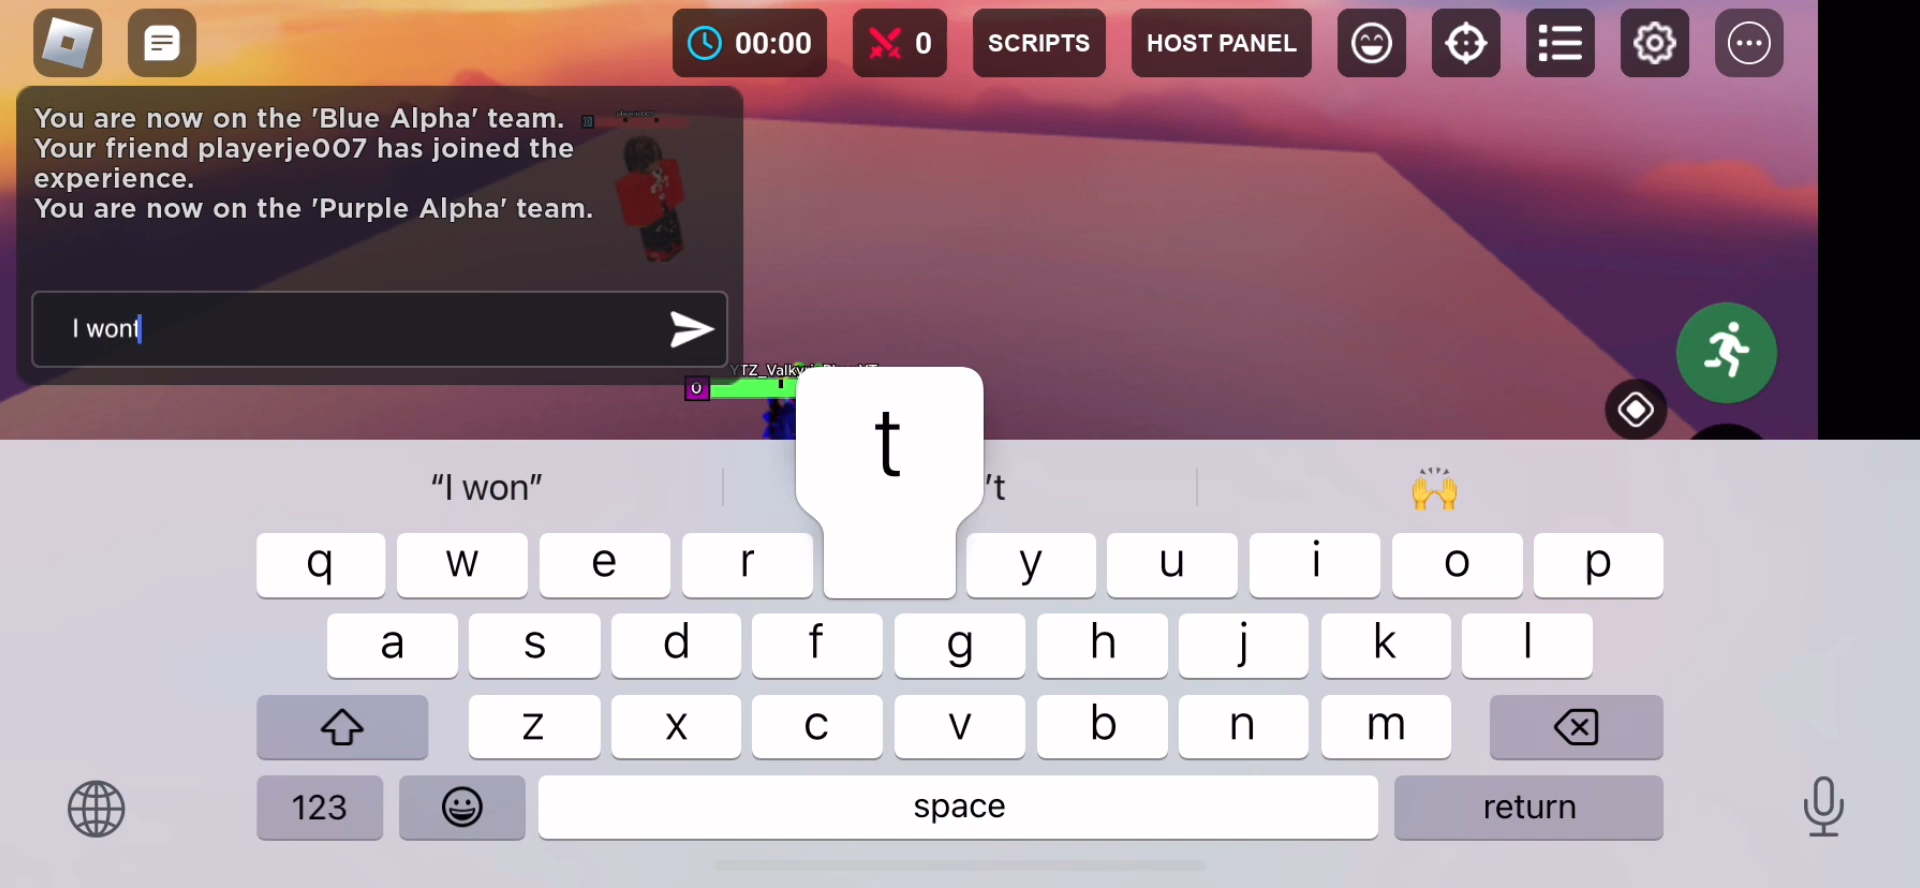 00:00
0
SCRIPTS
HOST PANEL
You are now on the 'Blue Alpha' team.
Your friend playerje007 has joined the
experience.
You are now on the 'Purple Alpha' team.
I wont
0
“I won”
’t
t
q w e r y u i o p
a s d f g h j k l
z x c v b n m
123
space
return